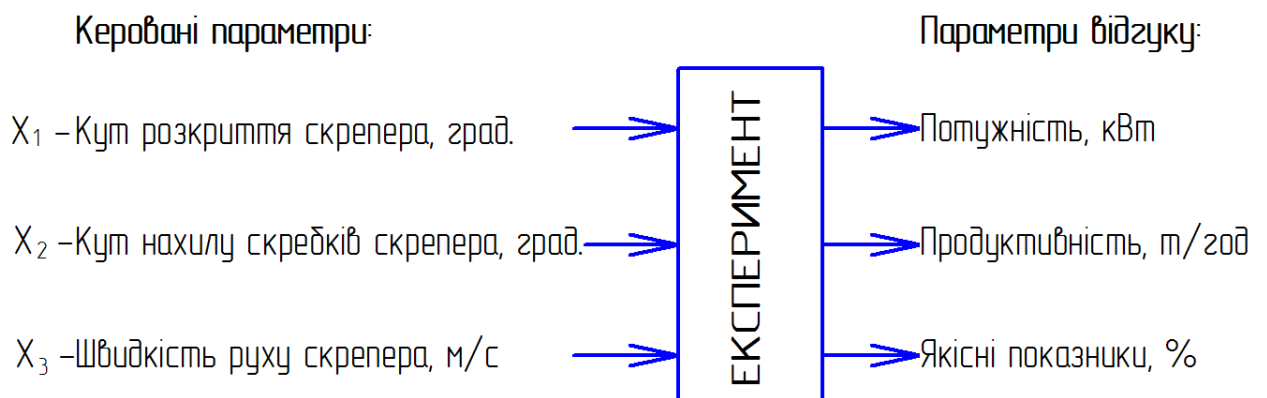 Керовані параметри:
Параметри відгуку:
X₁ – Кут розкриття скрепера, град.
Потужність, кВт
X₂ – Кут нахилу скребків скрепера, град.
Продуктивність, т/год
X₃ – Швидкість руху скрепера, м/с
Якісні показники, %
ЕКСПЕРИМЕНТ